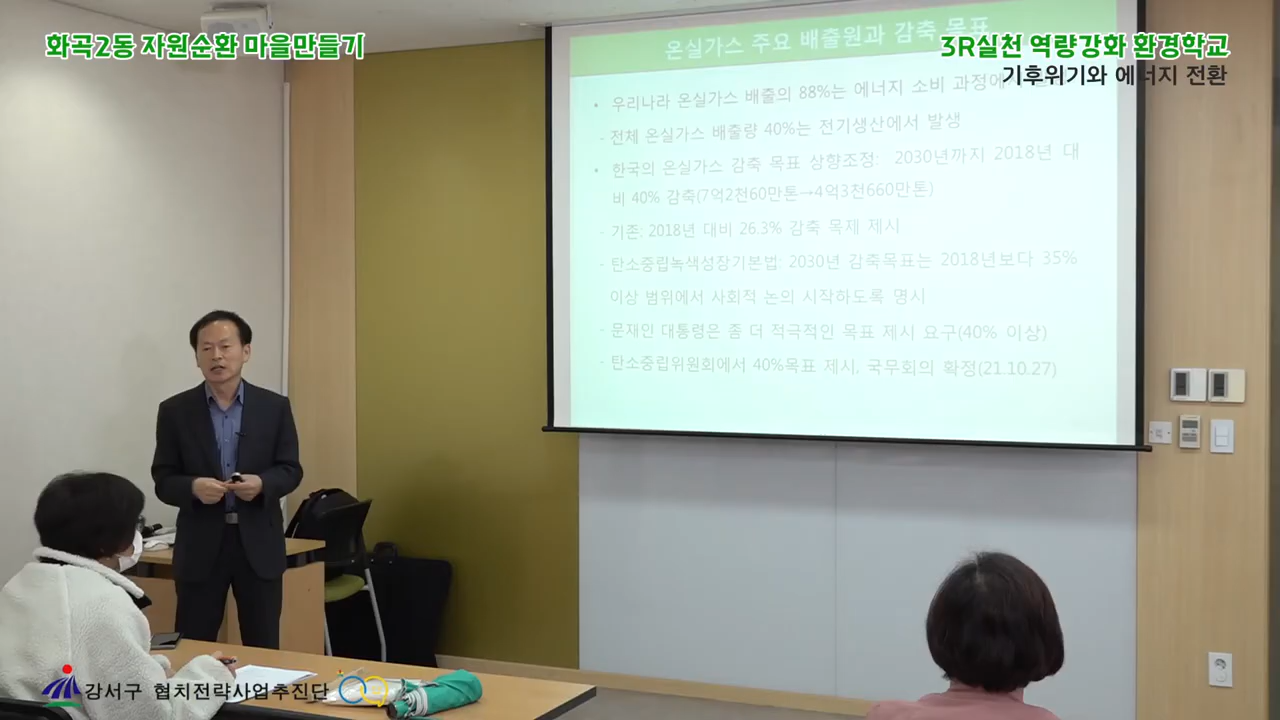 화곡2동 자원순환 마을만들기
3R실천 역량강화 환경학교
기후위기와 에너지 전환
온실가스 주요 배출원과 감축 목표
• 우리나라 온실가스 배출의 88%는 에너지 소비 과정에
- 전체 온실가스 배출량 40%는 전기생산에서 발생
• 한국의 온실가스 감축 목표 상향조정: 2030년까지 2018년 대
비 40% 감축(7억2천60만톤→4억3천660만톤)
- 기존: 2018년 대비 26.3% 감축 목제 제시
- 탄소중립녹색성장기본법: 2030년 감축목표는 2018년보다 35%
이상 범위에서 사회적 논의 시작하도록 명시
- 문재인 대통령은 좀 더 적극적인 목표 제시 요구(40% 이상)
- 탄소중립위원회에서 40%목표 제시, 국무회의 확정(21.10.27)
강서구 협치전략사업추진단